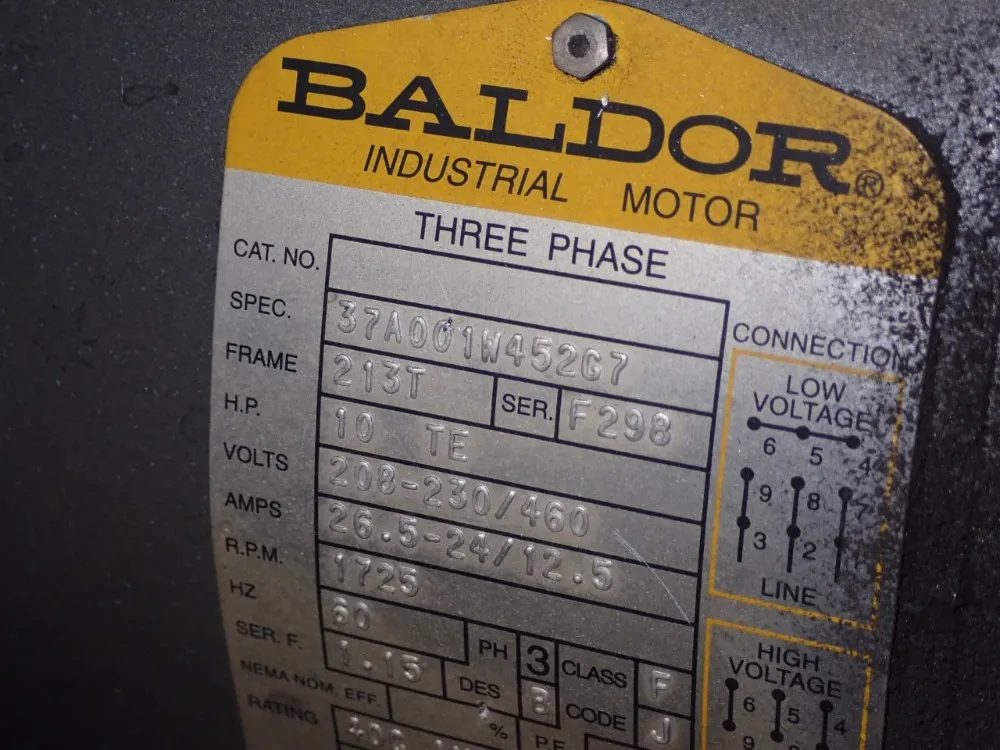 BALDOR®
INDUSTRIAL MOTOR
THREE PHASE
CAT. NO.
SPEC. 37A001W452G7
FRAME 213T SER. F298
H.P. 10 TE
VOLTS 208-230/460
AMPS 26.5-24/12.5
R.P.M. 1725
HZ 60 PH 3 CLASS F
SER. F. 1.15 DES B CODE J
NEMA NOM. EFF. %
RATING 40C
CONNECTION
LOW
VOLTAGE
6 5 4
9 8 7
3 2
LINE
HIGH
VOLTAGE
6 5 4
9